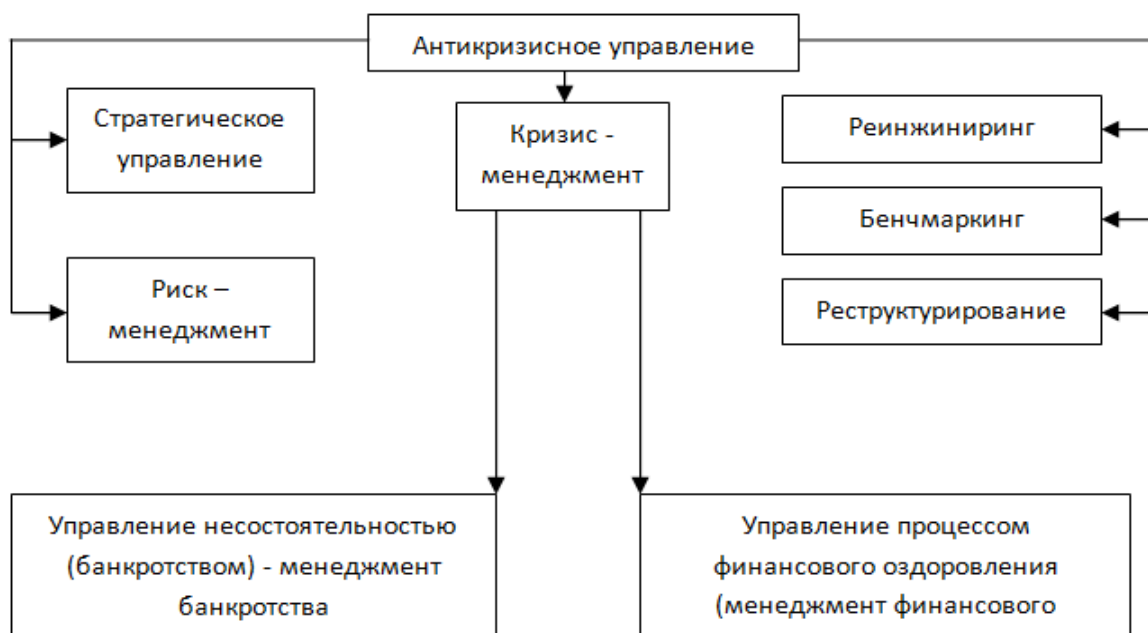 Антикризисное управление
Стратегическое
управление
Кризис -
менеджмент
Реинжиниринг
Бенчмаркинг
Риск –
менеджмент
Реструктурирование
Управление несостоятельностью
(банкротством) - менеджмент
банкротства
Управление процессом
финансового оздоровления
(менеджмент финансового